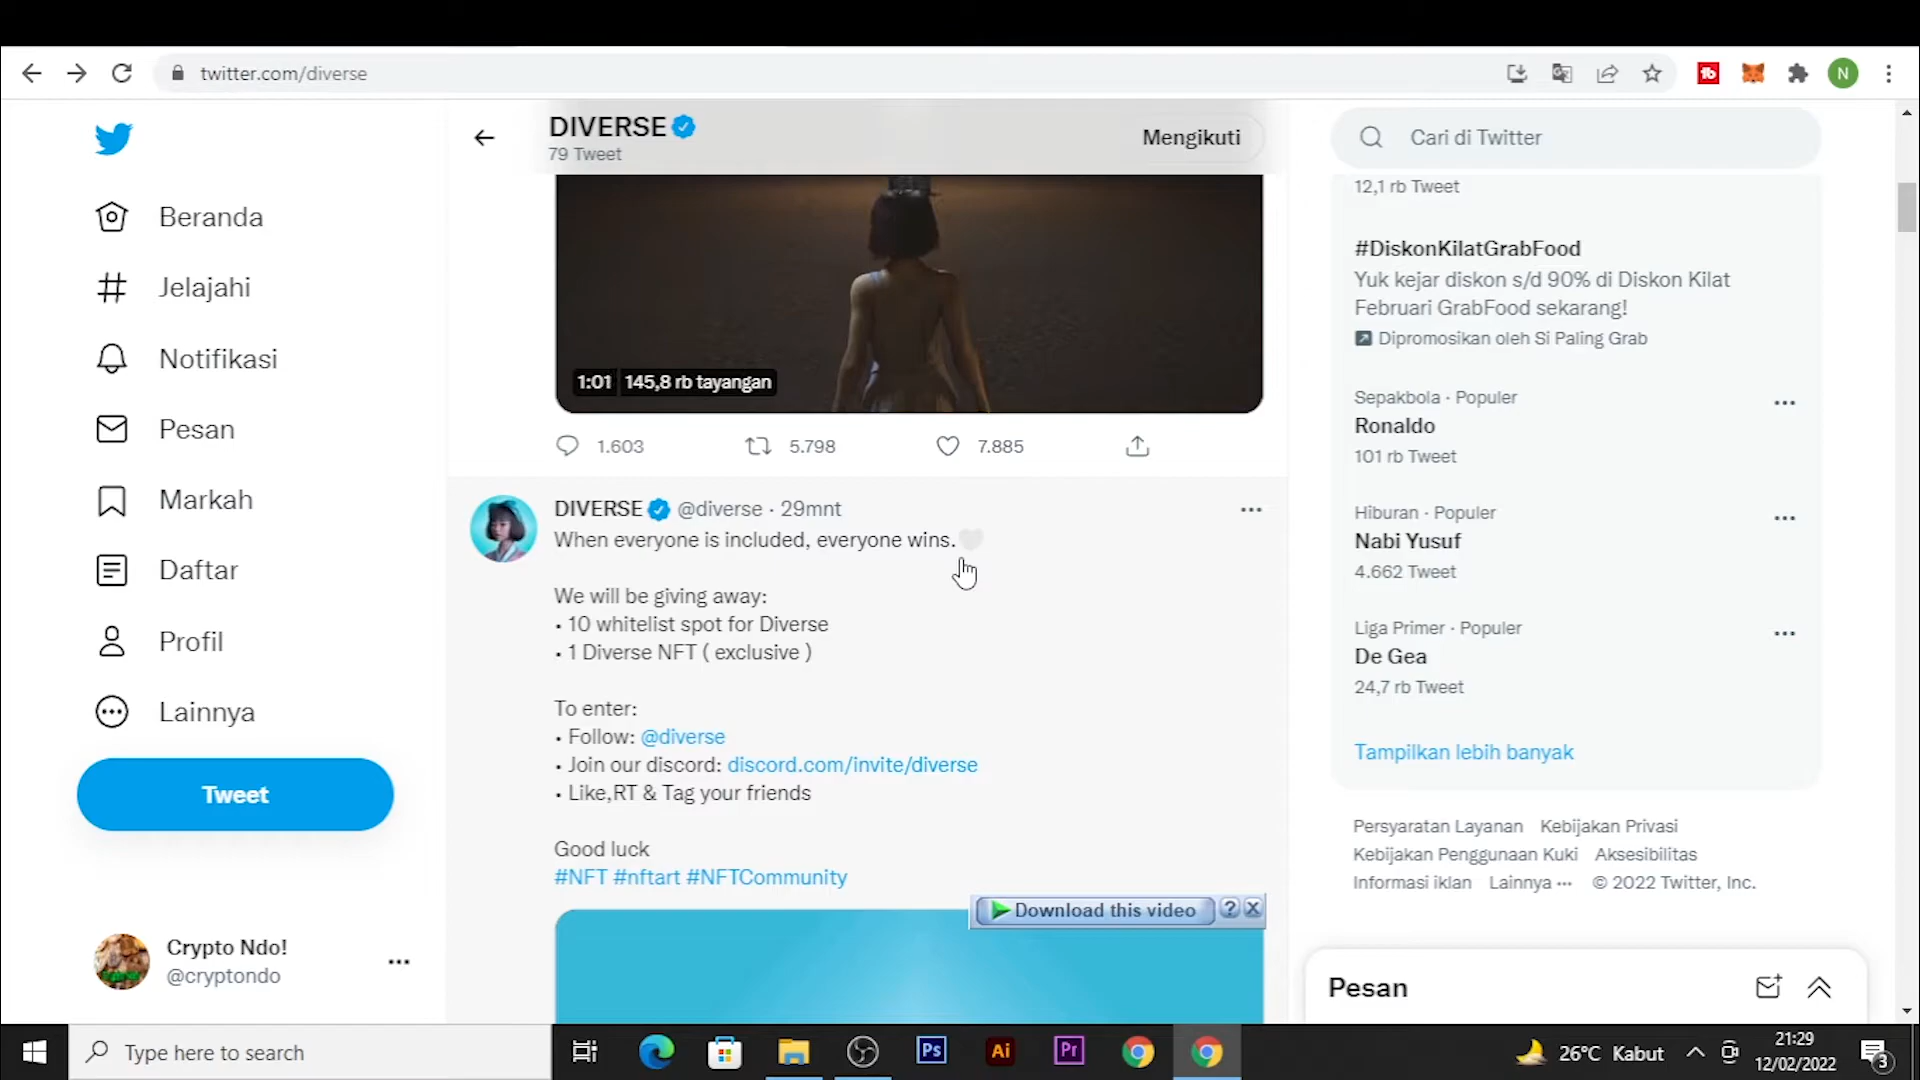 twitter.com/diverse
N
DIVERSE
79 Tweet
Mengikuti
Cari di Twitter
Beranda
Jelajahi
Notifikasi
Pesan
Markah
Daftar
Profil
Lainnya
Tweet
Crypto Ndo!
@cryptondo
1:01 145,8 rb tayangan
1.603 5.798 7.885
DIVERSE @diverse · 29mnt
When everyone is included, everyone wins.
We will be giving away:
• 10 whitelist spot for Diverse
• 1 Diverse NFT ( exclusive )
To enter:
• Follow: @diverse
• Join our discord: discord.com/invite/diverse
• Like,RT & Tag your friends
Good luck
#NFT #nftart #NFTCommunity
Download this video
?
12,1 rb Tweet
#DiskonKilatGrabFood
Yuk kejar diskon s/d 90% di Diskon Kilat
Februari GrabFood sekarang!
Dipromosikan oleh Si Paling Grab
Sepakbola · Populer
Ronaldo
101 rb Tweet
Hiburan · Populer
Nabi Yusuf
4.662 Tweet
Liga Primer · Populer
De Gea
24,7 rb Tweet
Tampilkan lebih banyak
Persyaratan Layanan Kebijakan Privasi
Kebijakan Penggunaan Kuki Aksesibilitas
Informasi iklan Lainnya ··· © 2022 Twitter, Inc.
Pesan
Type here to search
Ps
Ai
Pr
26°C Kabut
21:29
12/02/2022
3